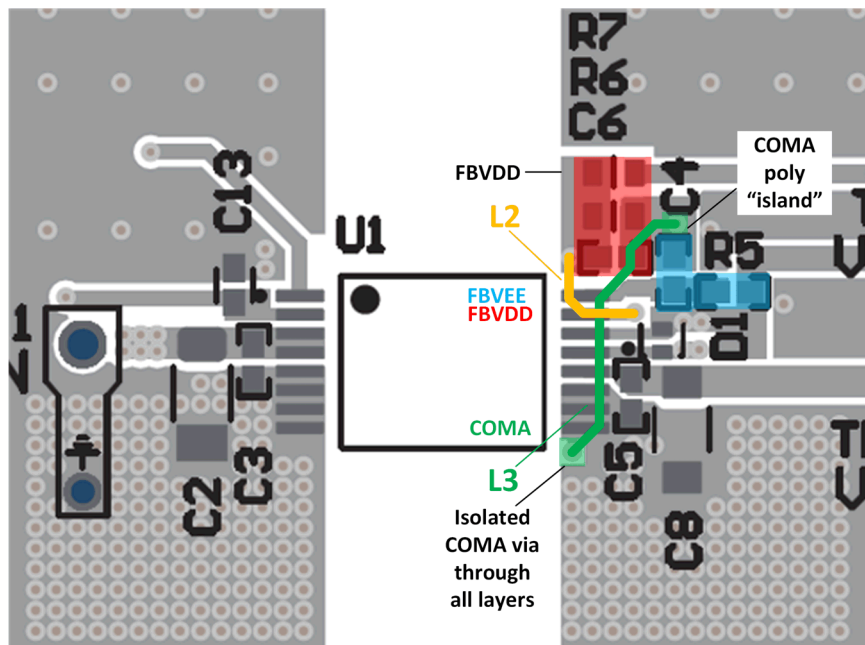 R7
R6
C6
C13
FBVDD
C4
COMA
poly
“island”
L2
U1
R5
FBVEE
FBVDD
D1
1
COMA
L3
C5
C3
C2
C8
Isolated
COMA via
through
all layers